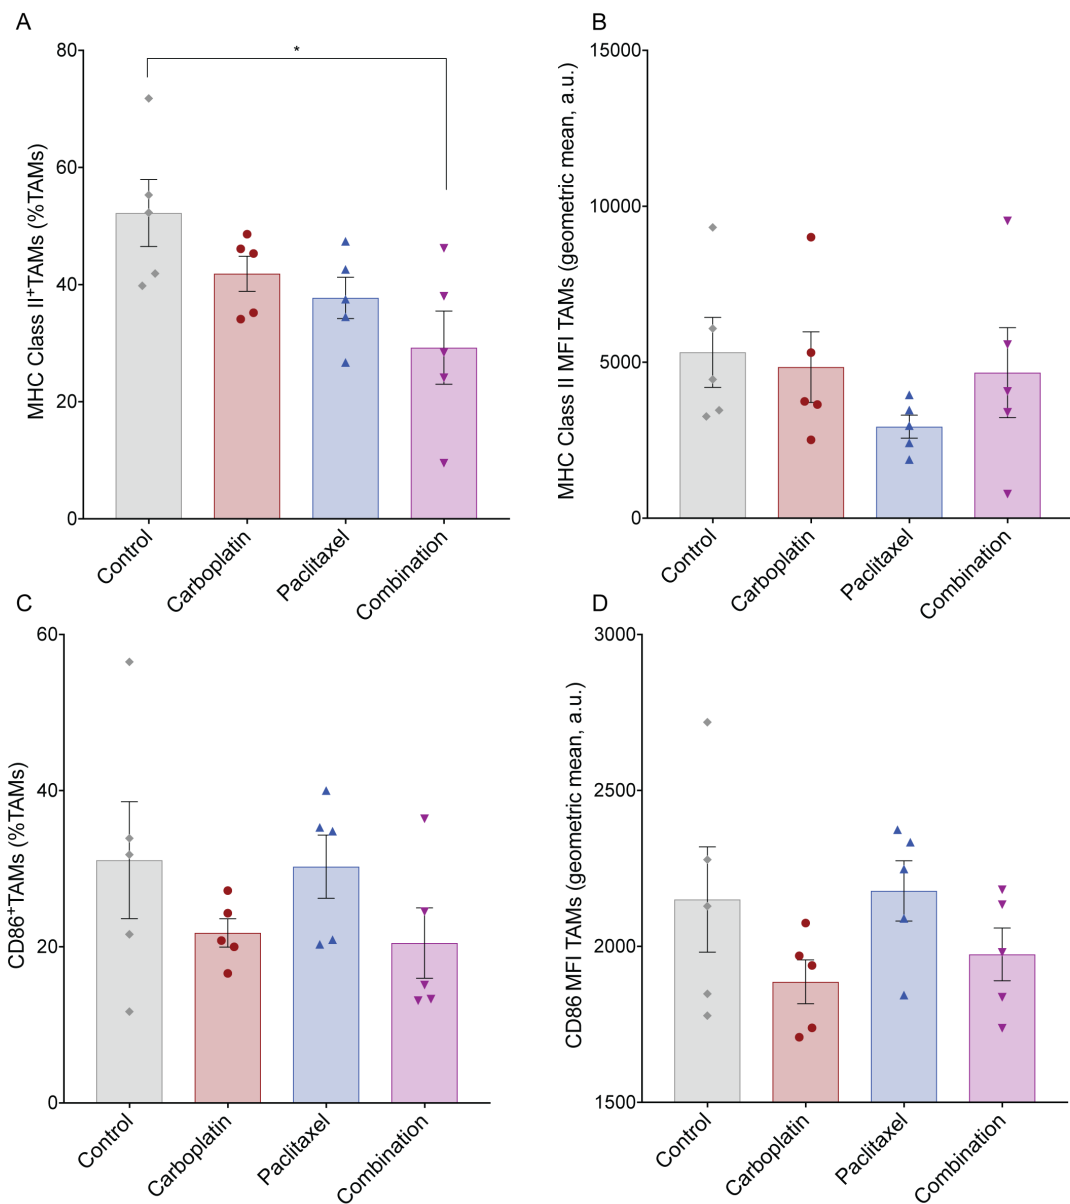 A
MHC Class II⁺TAMs (%TAMs)
80
60
40
20
0
*
Control
Carboplatin
Paclitaxel
Combination
B
MHC Class II MFI TAMs (geometric mean, a.u.)
15000
10000
5000
0
Control
Carboplatin
Paclitaxel
Combination
C
CD86⁺TAMs (%TAMs)
60
40
20
0
Control
Carboplatin
Paclitaxel
Combination
D
CD86 MFI TAMs (geometric mean, a.u.)
3000
2500
2000
1500
Control
Carboplatin
Paclitaxel
Combination